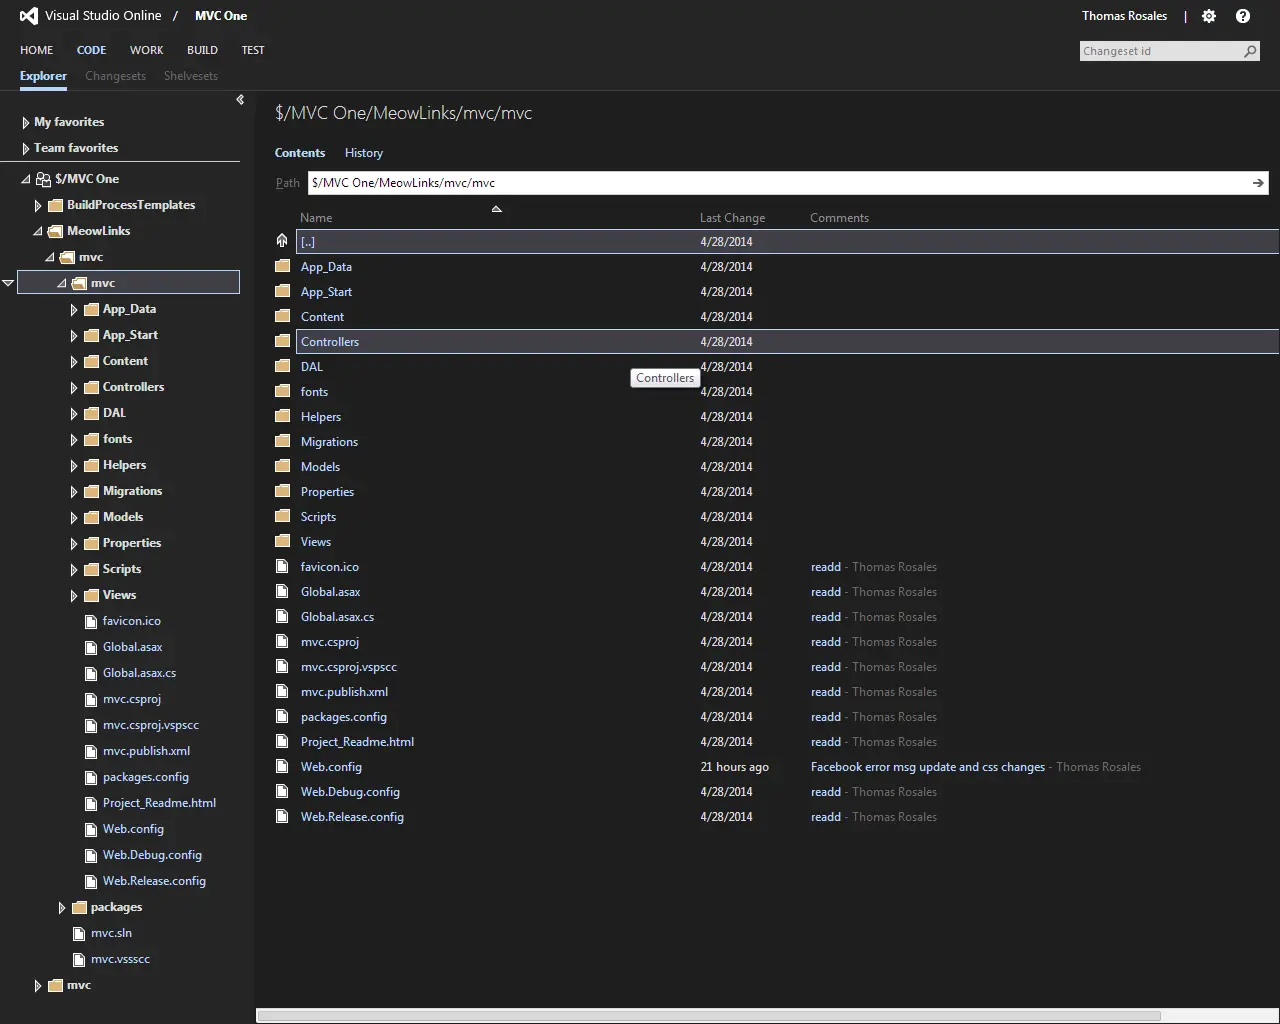 Visual Studio Online / MVC One
Thomas Rosales |
HOME CODE WORK BUILD TEST
Changeset id
Explorer Changesets Shelvesets
My favorites
Team favorites
$/MVC One
BuildProcessTemplates
MeowLinks
mvc
mvc
App_Data
App_Start
Content
Controllers
DAL
fonts
Helpers
Migrations
Models
Properties
Scripts
Views
favicon.ico
Global.asax
Global.asax.cs
mvc.csproj
mvc.csproj.vspscc
mvc.publish.xml
packages.config
Project_Readme.html
Web.config
Web.Debug.config
Web.Release.config
packages
mvc.sln
mvc.vssscc
mvc
$/MVC One/MeowLinks/mvc/mvc
Contents History
Path $/MVC One/MeowLinks/mvc/mvc
Name Last Change Comments
[..] 4/28/2014
App_Data 4/28/2014
App_Start 4/28/2014
Content 4/28/2014
Controllers 4/28/2014
DAL 4/28/2014
Controllers
fonts 4/28/2014
Helpers 4/28/2014
Migrations 4/28/2014
Models 4/28/2014
Properties 4/28/2014
Scripts 4/28/2014
Views 4/28/2014
favicon.ico 4/28/2014 readd - Thomas Rosales
Global.asax 4/28/2014 readd - Thomas Rosales
Global.asax.cs 4/28/2014 readd - Thomas Rosales
mvc.csproj 4/28/2014 readd - Thomas Rosales
mvc.csproj.vspscc 4/28/2014 readd - Thomas Rosales
mvc.publish.xml 4/28/2014 readd - Thomas Rosales
packages.config 4/28/2014 readd - Thomas Rosales
Project_Readme.html 4/28/2014 readd - Thomas Rosales
Web.config 21 hours ago Facebook error msg update and css changes - Thomas Rosales
Web.Debug.config 4/28/2014 readd - Thomas Rosales
Web.Release.config 4/28/2014 readd - Thomas Rosales